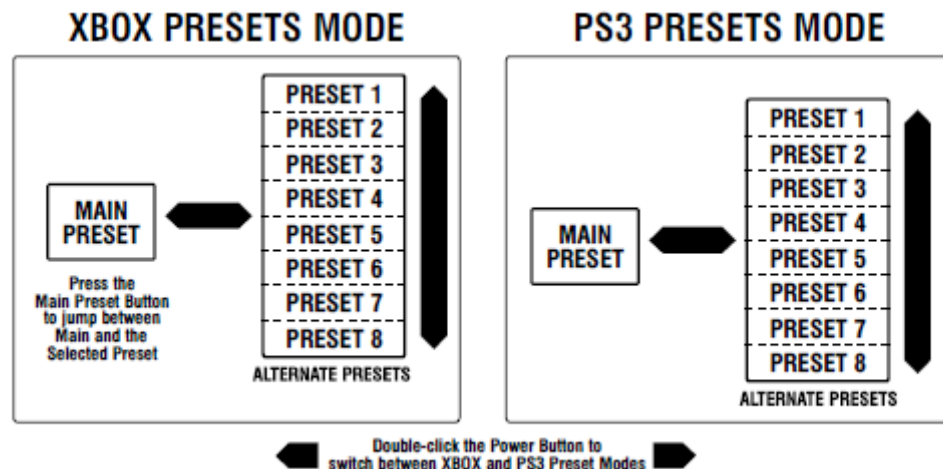 XBOX PRESETS MODE
MAIN
PRESET
Press the
Main Preset Button
to jump between
Main and the
Selected Preset
PRESET 1
PRESET 2
PRESET 3
PRESET 4
PRESET 5
PRESET 6
PRESET 7
PRESET 8
ALTERNATE PRESETS
PS3 PRESETS MODE
MAIN
PRESET
PRESET 1
PRESET 2
PRESET 3
PRESET 4
PRESET 5
PRESET 6
PRESET 7
PRESET 8
ALTERNATE PRESETS
Double-click the Power Button to
switch between XBOX and PS3 Preset Modes